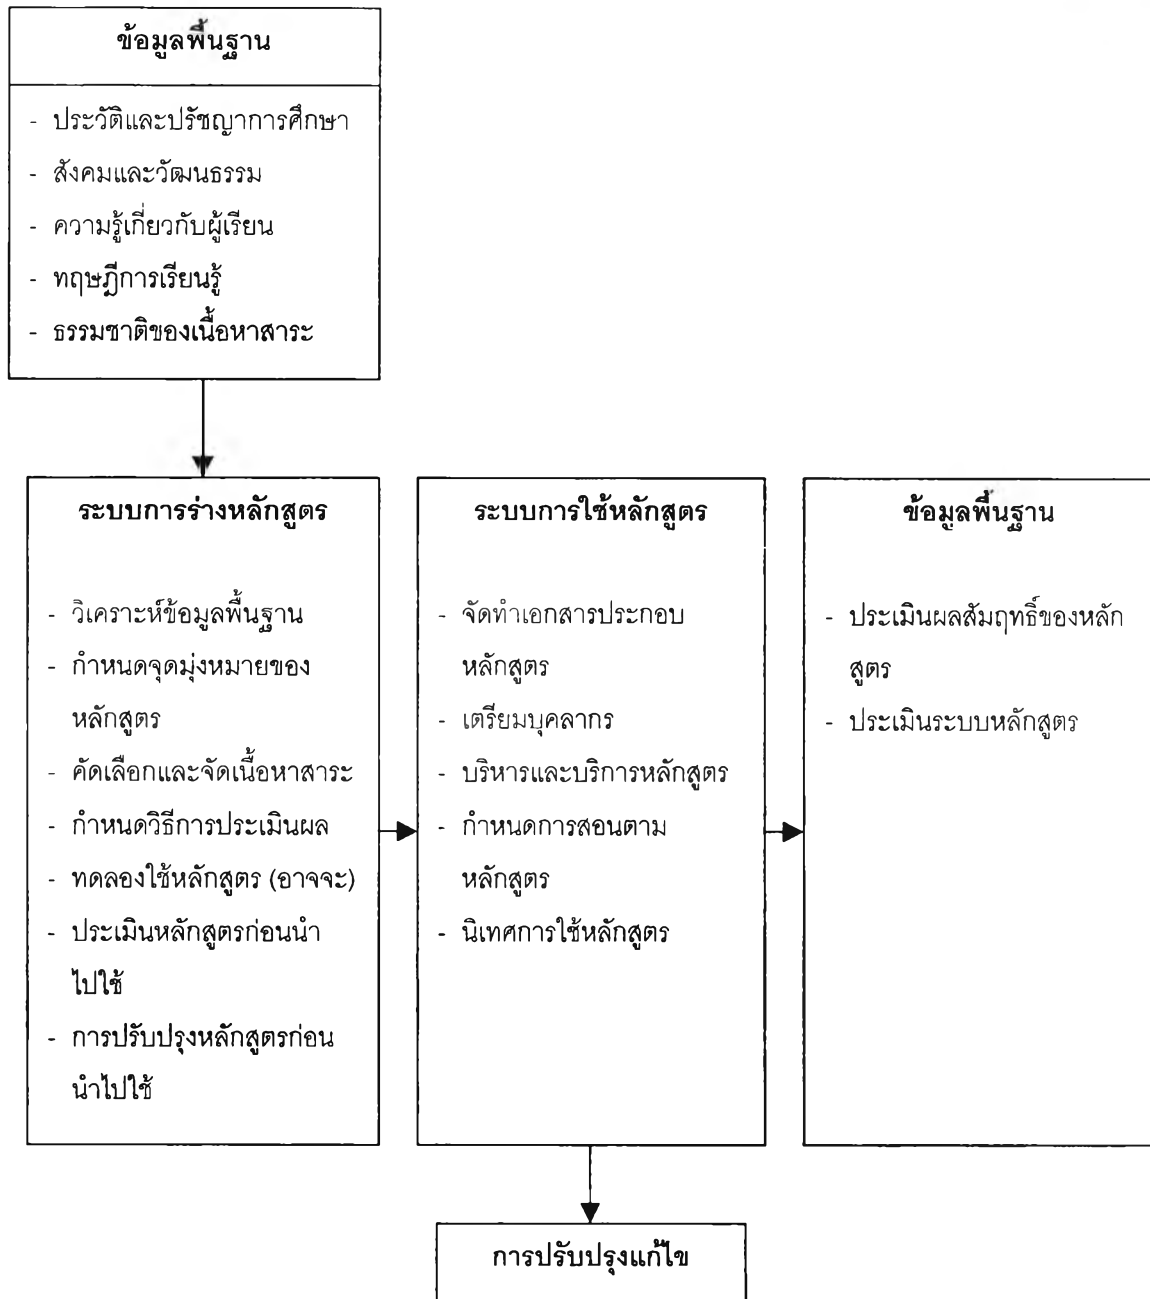 ข้อมูลพื้นฐาน
- ประวัติและปรัชญาการศึกษา
- สังคมและวัฒนธรรม
- ความรู้เกี่ยวกับผู้เรียน
- ทฤษฎีการเรียนรู้
- ธรรมชาติของเนื้อหาสาระ
ระบบการร่างหลักสูตร
- วิเคราะห์ข้อมูลพื้นฐาน
- กำหนดจุดมุ่งหมายของ
หลักสูตร
- คัดเลือกและจัดเนื้อหาสาระ
- กำหนดวิธีการประเมินผล
- ทดลองใช้หลักสูตร (อาจจะ)
- ประเมินหลักสูตรก่อนนำ
ไปใช้
- การปรับปรุงหลักสูตรก่อน
นำไปใช้
ระบบการใช้หลักสูตร
- จัดทำเอกสารประกอบ
หลักสูตร
- เตรียมบุคลากร
- บริหารและบริการหลักสูตร
- กำหนดการสอนตาม
หลักสูตร
- นิเทศการใช้หลักสูตร
ข้อมูลพื้นฐาน
- ประเมินผลสัมฤทธิ์ของหลัก
สูตร
- ประเมินระบบหลักสูตร
การปรับปรุงแก้ไข